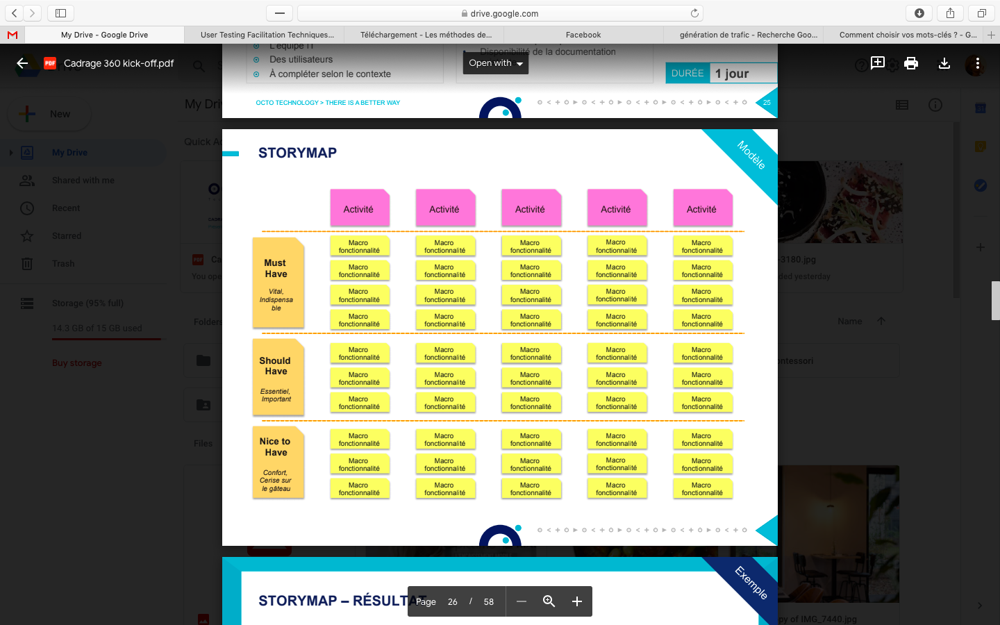 drive.google.com
My Drive - Google Drive
User Testing Facilitation Techniques...
Téléchargement - Les méthodes de...
Facebook
génération de trafic - Recherche Goo...
Comment choisir vos mots-clés ? - G...
Cadrage 360 kick-off.pdf
Open with
L'équipe IT
Des utilisateurs
À compléter selon le contexte
Disponibilité de la documentation
DURÉE 1 jour
OCTO TECHNOLOGY > THERE IS A BETTER WAY
25
New
My Drive
Shared with me
Recent
Starred
Trash
Storage (95% full)
14.3 GB of 15 GB used
Buy storage
Folders
Files
Name
-3180.jpg
ded yesterday
ontessori
py of IMG_7440.jpg
STORYMAP
Modèle
Activité Activité Activité Activité Activité
Must
Have
Vital,
Indispensa
ble
Macro Macro Macro Macro Macro
fonctionnalité fonctionnalité fonctionnalité fonctionnalité fonctionnalité
Macro Macro Macro Macro Macro
fonctionnalité fonctionnalité fonctionnalité fonctionnalité fonctionnalité
Macro Macro Macro Macro Macro
fonctionnalité fonctionnalité fonctionnalité fonctionnalité fonctionnalité
Macro Macro Macro Macro Macro
fonctionnalité fonctionnalité fonctionnalité fonctionnalité fonctionnalité
Should
Have
Essentiel,
Important
Macro Macro Macro Macro Macro
fonctionnalité fonctionnalité fonctionnalité fonctionnalité fonctionnalité
Macro Macro Macro Macro Macro
fonctionnalité fonctionnalité fonctionnalité fonctionnalité fonctionnalité
Macro Macro Macro Macro Macro
fonctionnalité fonctionnalité fonctionnalité fonctionnalité fonctionnalité
Nice to
Have
Confort,
Cerise sur
le gâteau
Macro Macro Macro Macro Macro
fonctionnalité fonctionnalité fonctionnalité fonctionnalité fonctionnalité
Macro Macro Macro Macro Macro
fonctionnalité fonctionnalité fonctionnalité fonctionnalité fonctionnalité
Macro Macro Macro Macro Macro
fonctionnalité fonctionnalité fonctionnalité fonctionnalité fonctionnalité
STORYMAP – RÉSULTAT
Exemple
Page 26 / 58